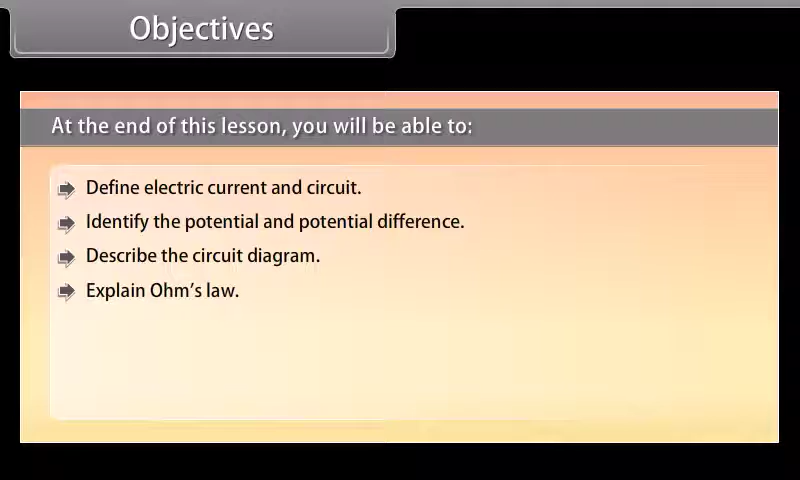 Objectives
At the end of this lesson, you will be able to:
Define electric current and circuit.
Identify the potential and potential difference.
Describe the circuit diagram.
Explain Ohm's law.